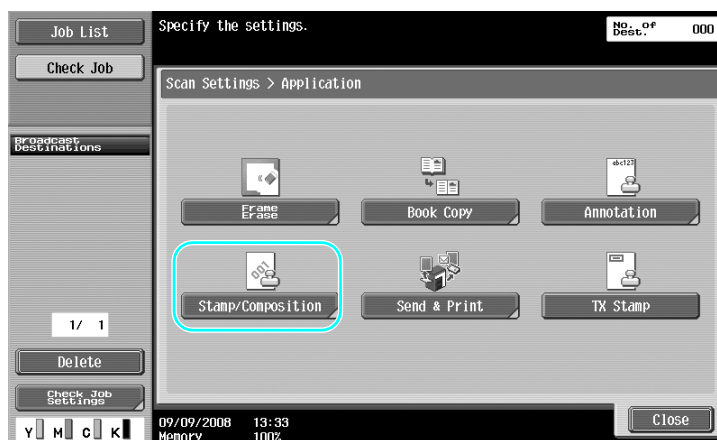 Job List
Check Job
Broadcast
Destinations
1/ 1
Delete
Check Job
Settings
Y M C K
Specify the settings.
No. of
Dest. 000
Scan Settings > Application
Frame
Erase
Book Copy
abc123
Annotation
001
Stamp/Composition
Send & Print
TX Stamp
Close
09/09/2008 13:33
Memory 100%